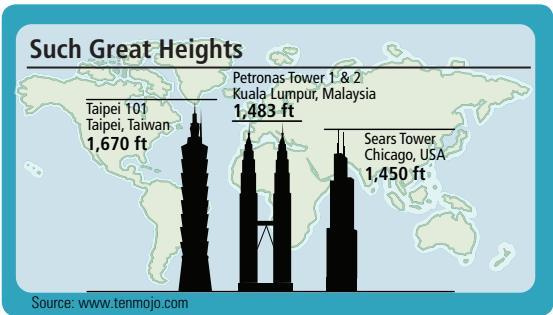 Such Great Heights
Taipei 101
Taipei, Taiwan
1,670 ft
Petronas Tower 1 & 2
Kuala Lumpur, Malaysia
1,483 ft
Sears Tower
Chicago, USA
1,450 ft
Source: www.tenmojo.com